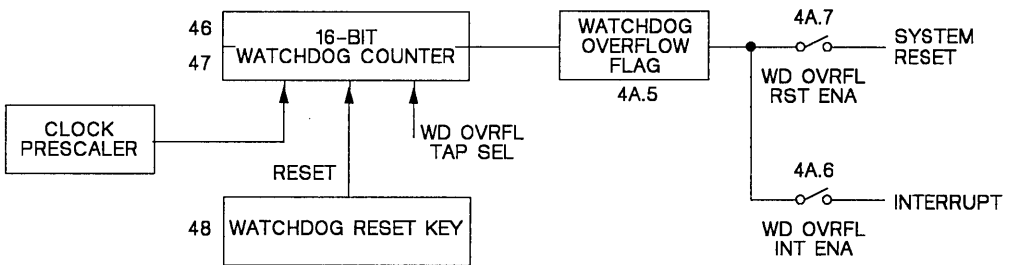 46
47
16-BIT
WATCHDOG COUNTER
WATCHDOG
OVERFLOW
FLAG
4A.5
4A.7
SYSTEM
RESET
WD OVRFL
RST ENA
CLOCK
PRESCALER
RESET
WD OVRFL
TAP SEL
48
WATCHDOG RESET KEY
4A.6
INTERRUPT
WD OVRFL
INT ENA